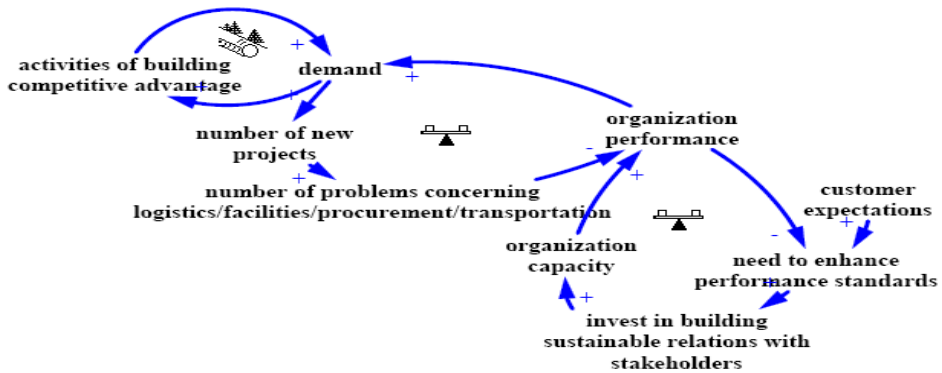 activities of building
competitive advantage
+
+
demand
+
+
number of new
projects
+
number of problems concerning
logistics/facilities/procurement/transportation
-
organization
performance
+
organization
capacity
+
customer
expectations
+
-
need to enhance
performance standards
+
invest in building
sustainable relations with
stakeholders